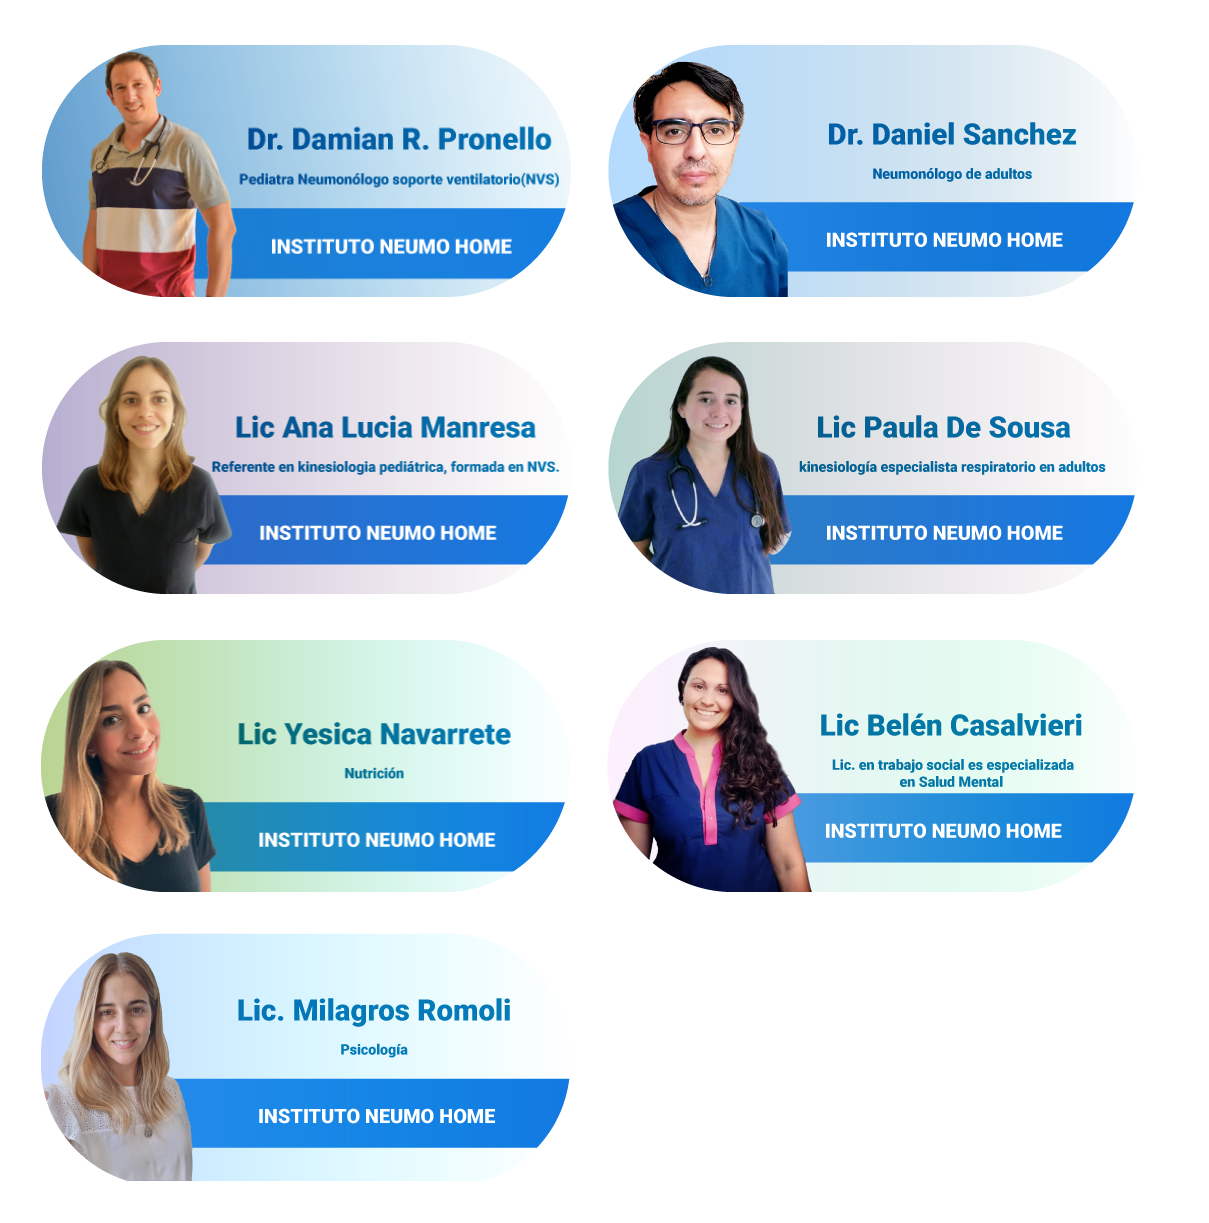 Dr. Damian R. Pronello
Pediatra Neumonólogo soporte ventilatorio(NVS)
INSTITUTO NEUMO HOME
Dr. Daniel Sanchez
Neumonólogo de adultos
INSTITUTO NEUMO HOME
Lic Ana Lucia Manresa
Referente en kinesiologia pediátrica, formada en NVS.
INSTITUTO NEUMO HOME
Lic Paula De Sousa
kinesiología especialista respiratorio en adultos
INSTITUTO NEUMO HOME
Lic Yesica Navarrete
Nutrición
INSTITUTO NEUMO HOME
Lic Belén Casalvieri
Lic. en trabajo social es especializada
en Salud Mental
INSTITUTO NEUMO HOME
Lic. Milagros Romoli
Psicología
INSTITUTO NEUMO HOME